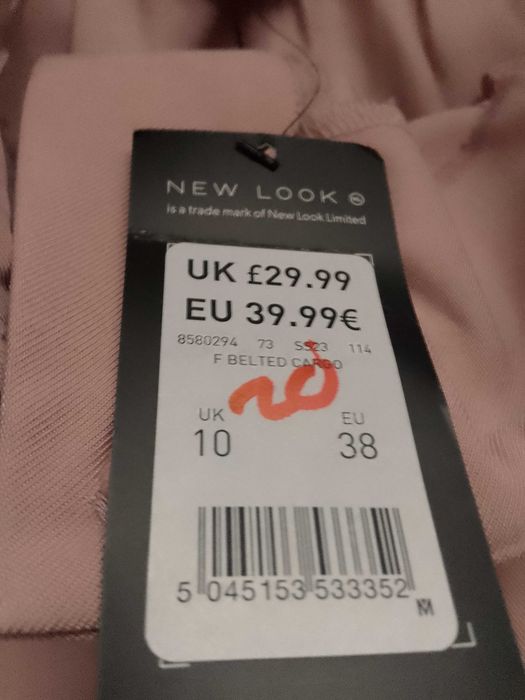 NEW LOOK
is a trade mark of New Look Limited
UK £29.99
EU 39.99€
8580294 73 SS23 114
F BELTED CARGO
20
UK EU
10 38
5 045153 533352